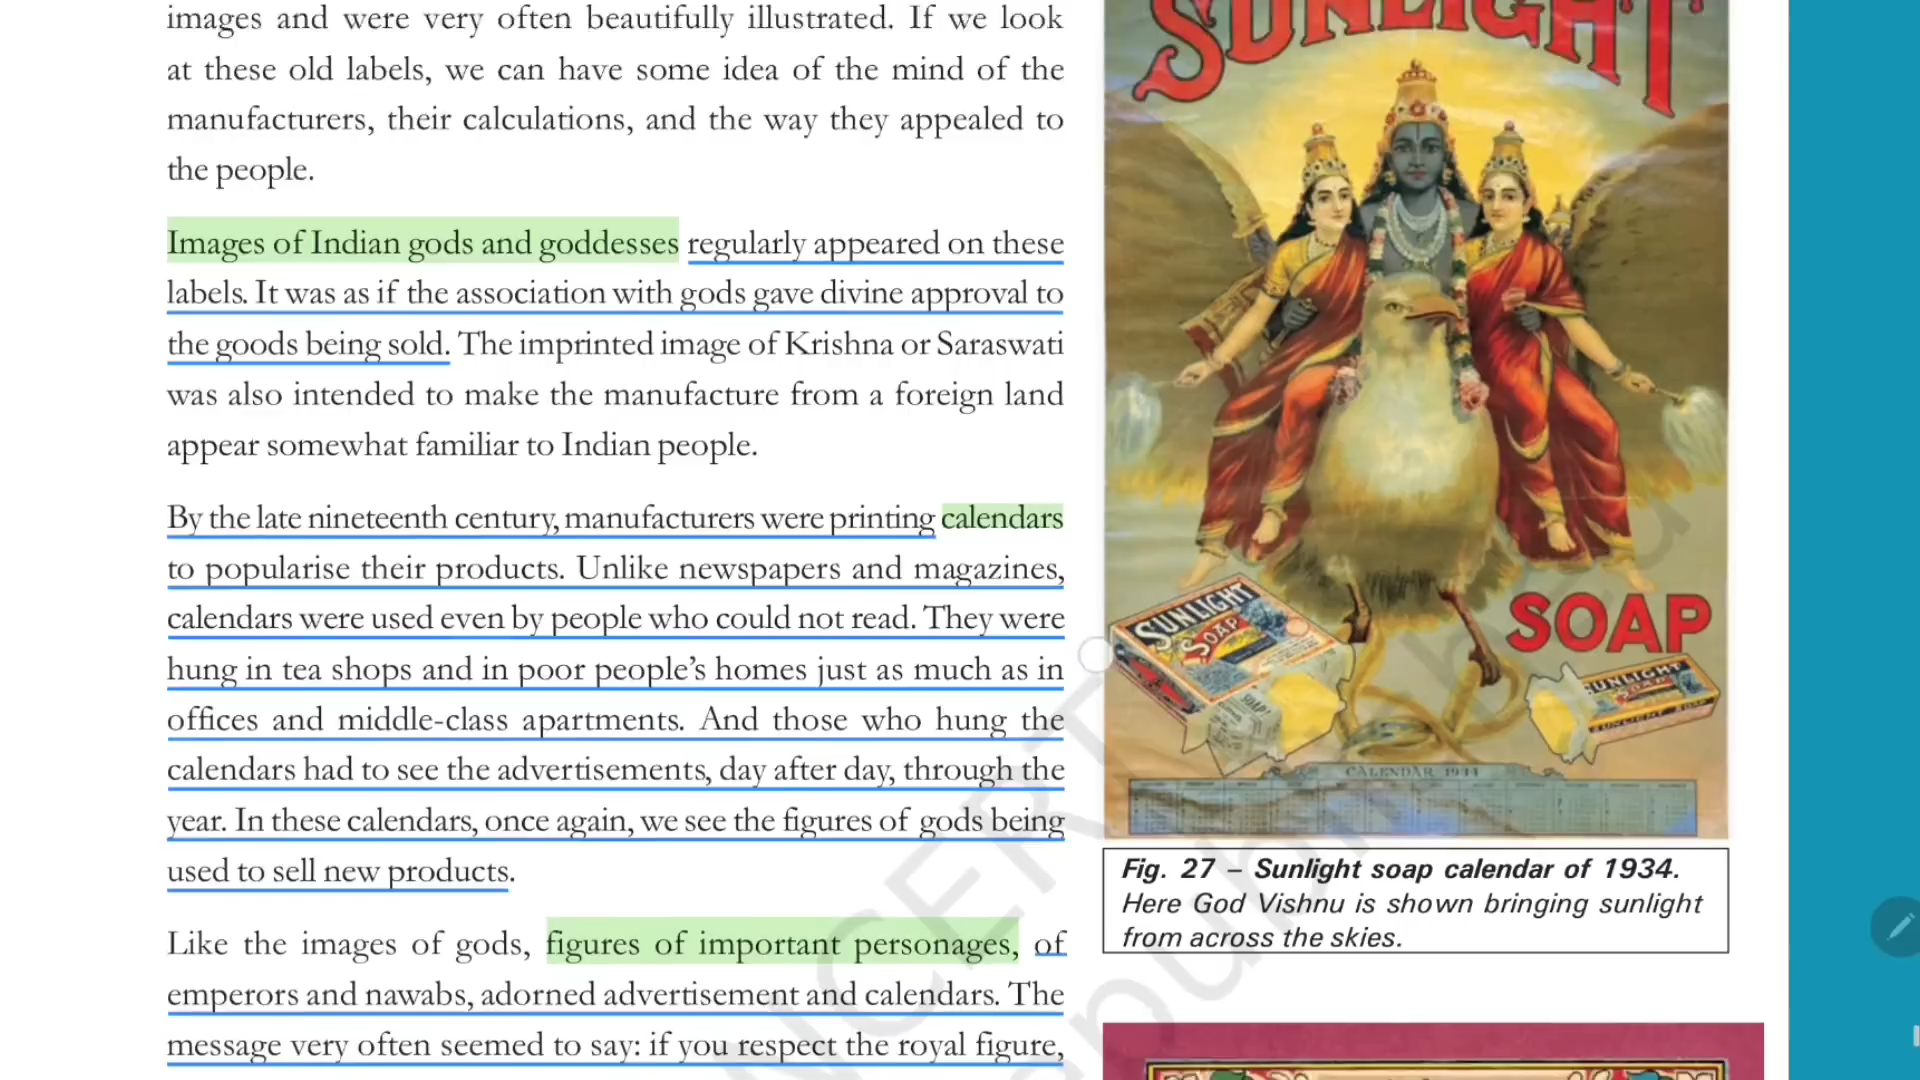 images and were very often beautifully illustrated. If we look
at these old labels, we can have some idea of the mind of the
manufacturers, their calculations, and the way they appealed to
the people.
Images of Indian gods and goddesses regularly appeared on these
labels. It was as if the association with gods gave divine approval to
the goods being sold. The imprinted image of Krishna or Saraswati
was also intended to make the manufacture from a foreign land
appear somewhat familiar to Indian people.
By the late nineteenth century, manufacturers were printing calendars
to popularise their products. Unlike newspapers and magazines,
calendars were used even by people who could not read. They were
hung in tea shops and in poor people’s homes just as much as in
offices and middle-class apartments. And those who hung the
calendars had to see the advertisements, day after day, through the
year. In these calendars, once again, we see the figures of gods being
used to sell new products.
Like the images of gods, figures of important personages, of
emperors and nawabs, adorned advertisement and calendars. The
message very often seemed to say: if you respect the royal figure,
SUNLIGHT
SOAP
SUNLIGHT
SOAP
SUNLIGHT
SOAP
SUNLIGHT SOAP
CALENDAR 1934
Fig. 27 – Sunlight soap calendar of 1934.
Here God Vishnu is shown bringing sunlight
from across the skies.
NCERT